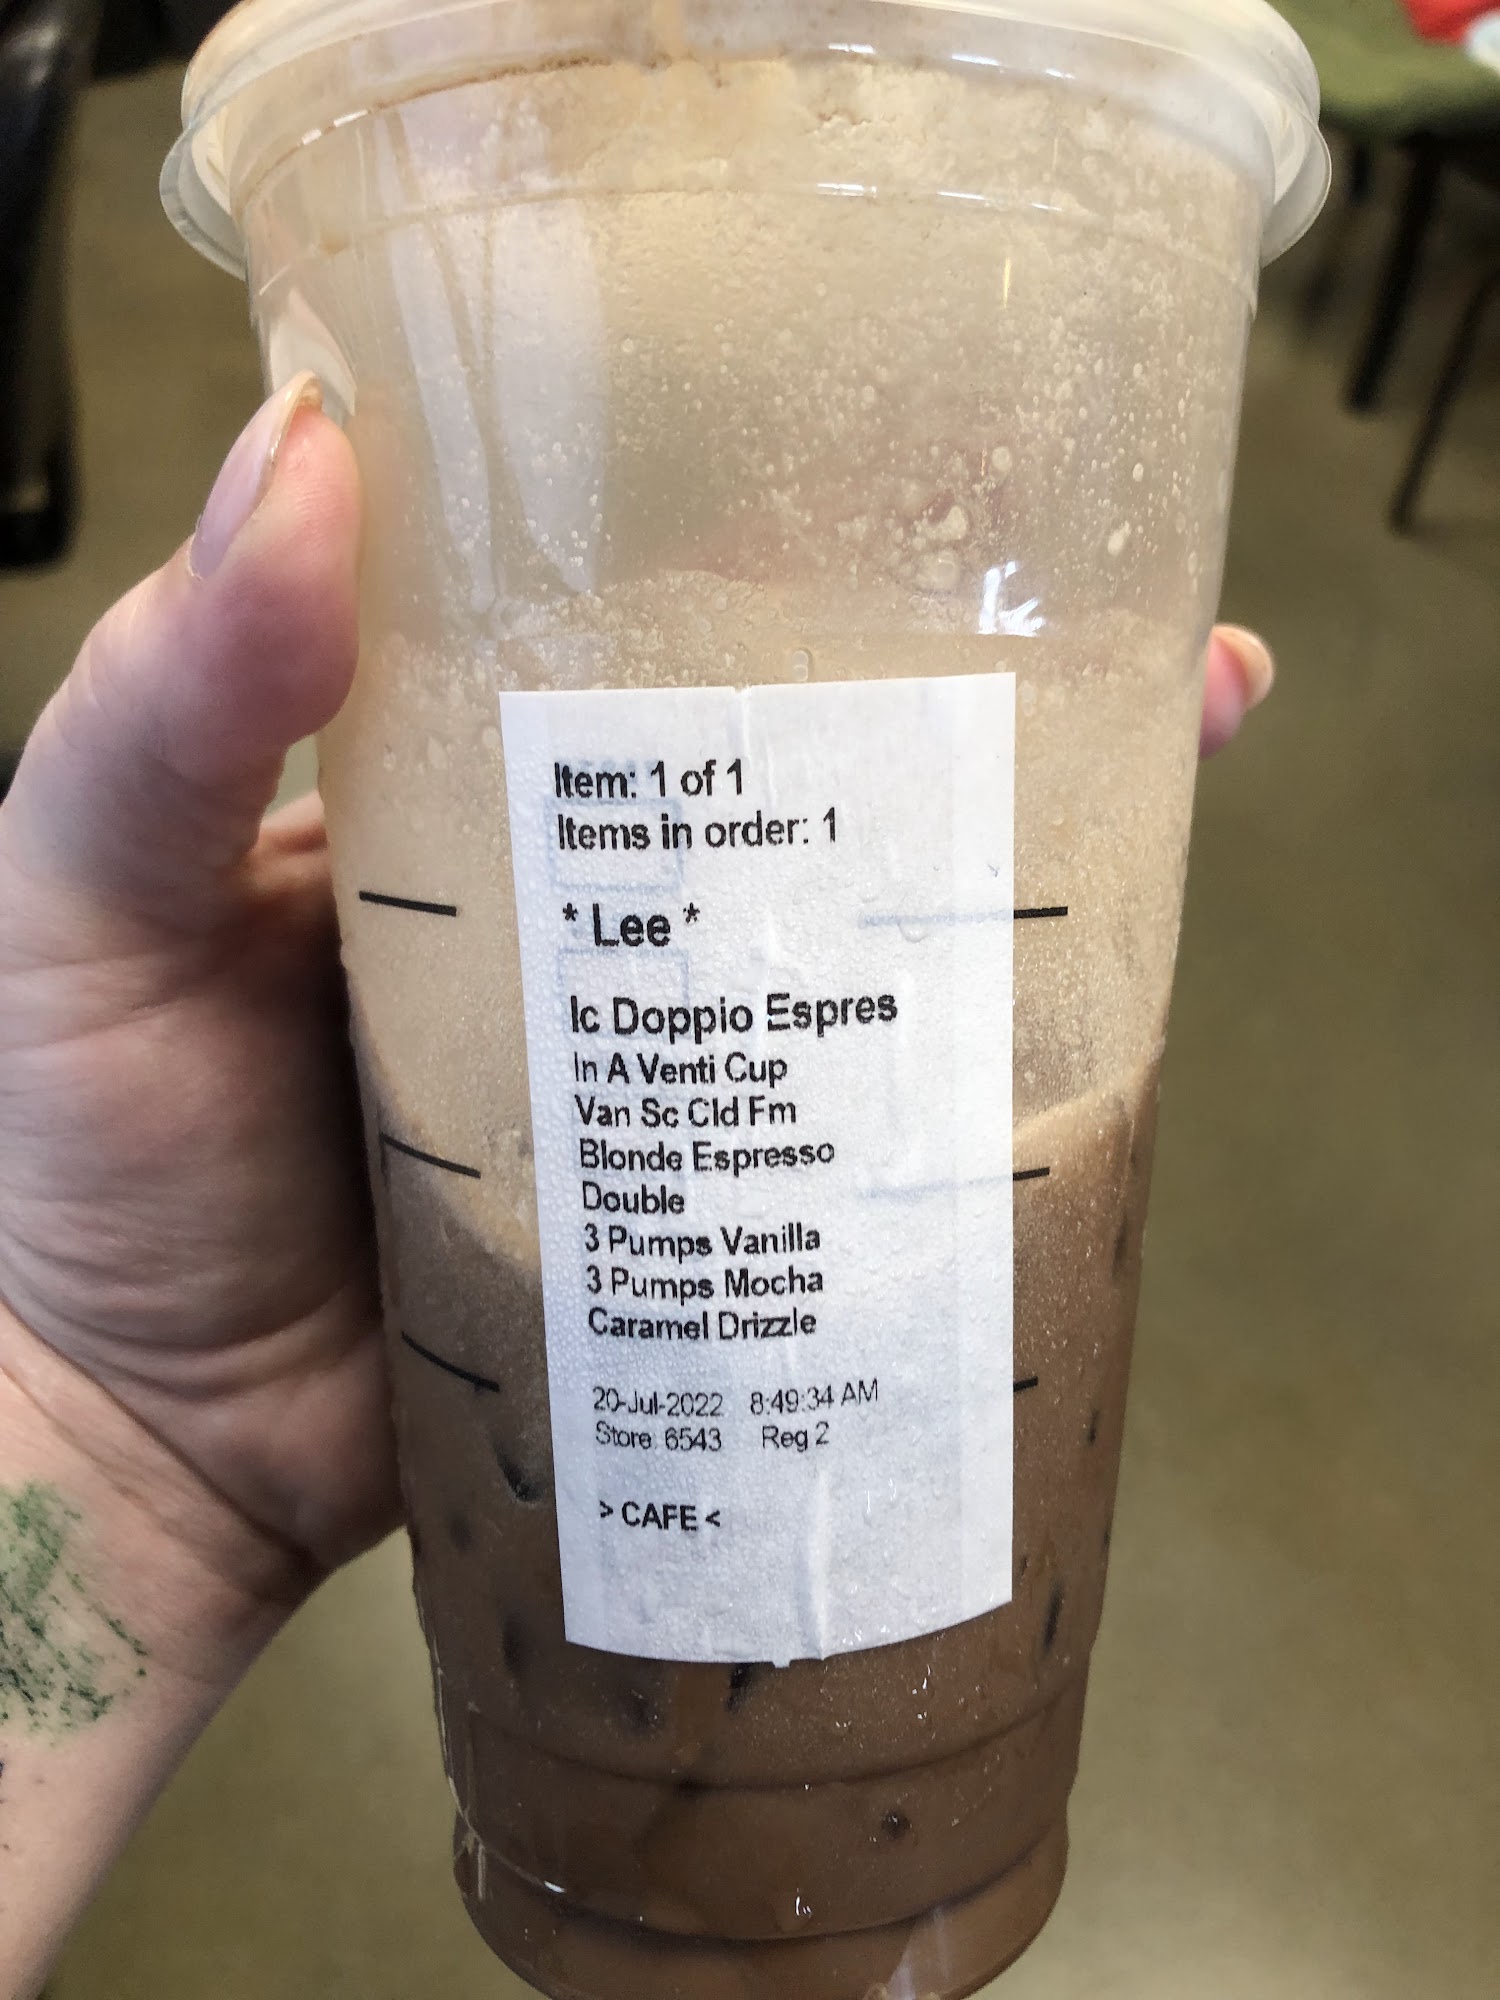 Item: 1 of 1
Items in order: 1
* Lee *
Ic Doppio Espres
In A Venti Cup
Van Sc Cld Fm
Blonde Espresso
Double
3 Pumps Vanilla
3 Pumps Mocha
Caramel Drizzle
20-Jul-2022 8:49:34 AM
Store: 6543 Reg 2
> CAFE <